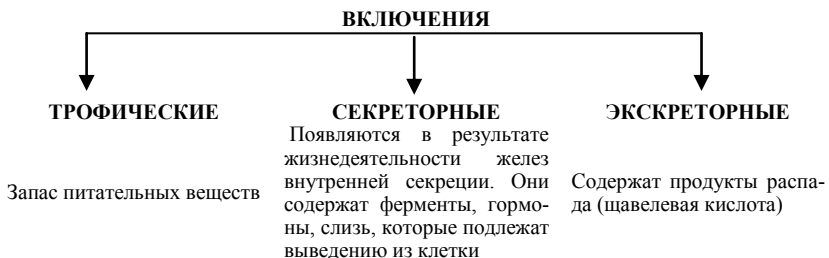 ВКЛЮЧЕНИЯ
ТРОФИЧЕСКИЕ
Запас питательных веществ
СЕКРЕТОРНЫЕ
Появляются в результате
жизнедеятельности желез
внутренней секреции. Они
содержат ферменты, гормо-
ны, слизь, которые подлежат
выведению из клетки
ЭКСКРЕТОРНЫЕ
Содержат продукты распа-
да (щавелевая кислота)